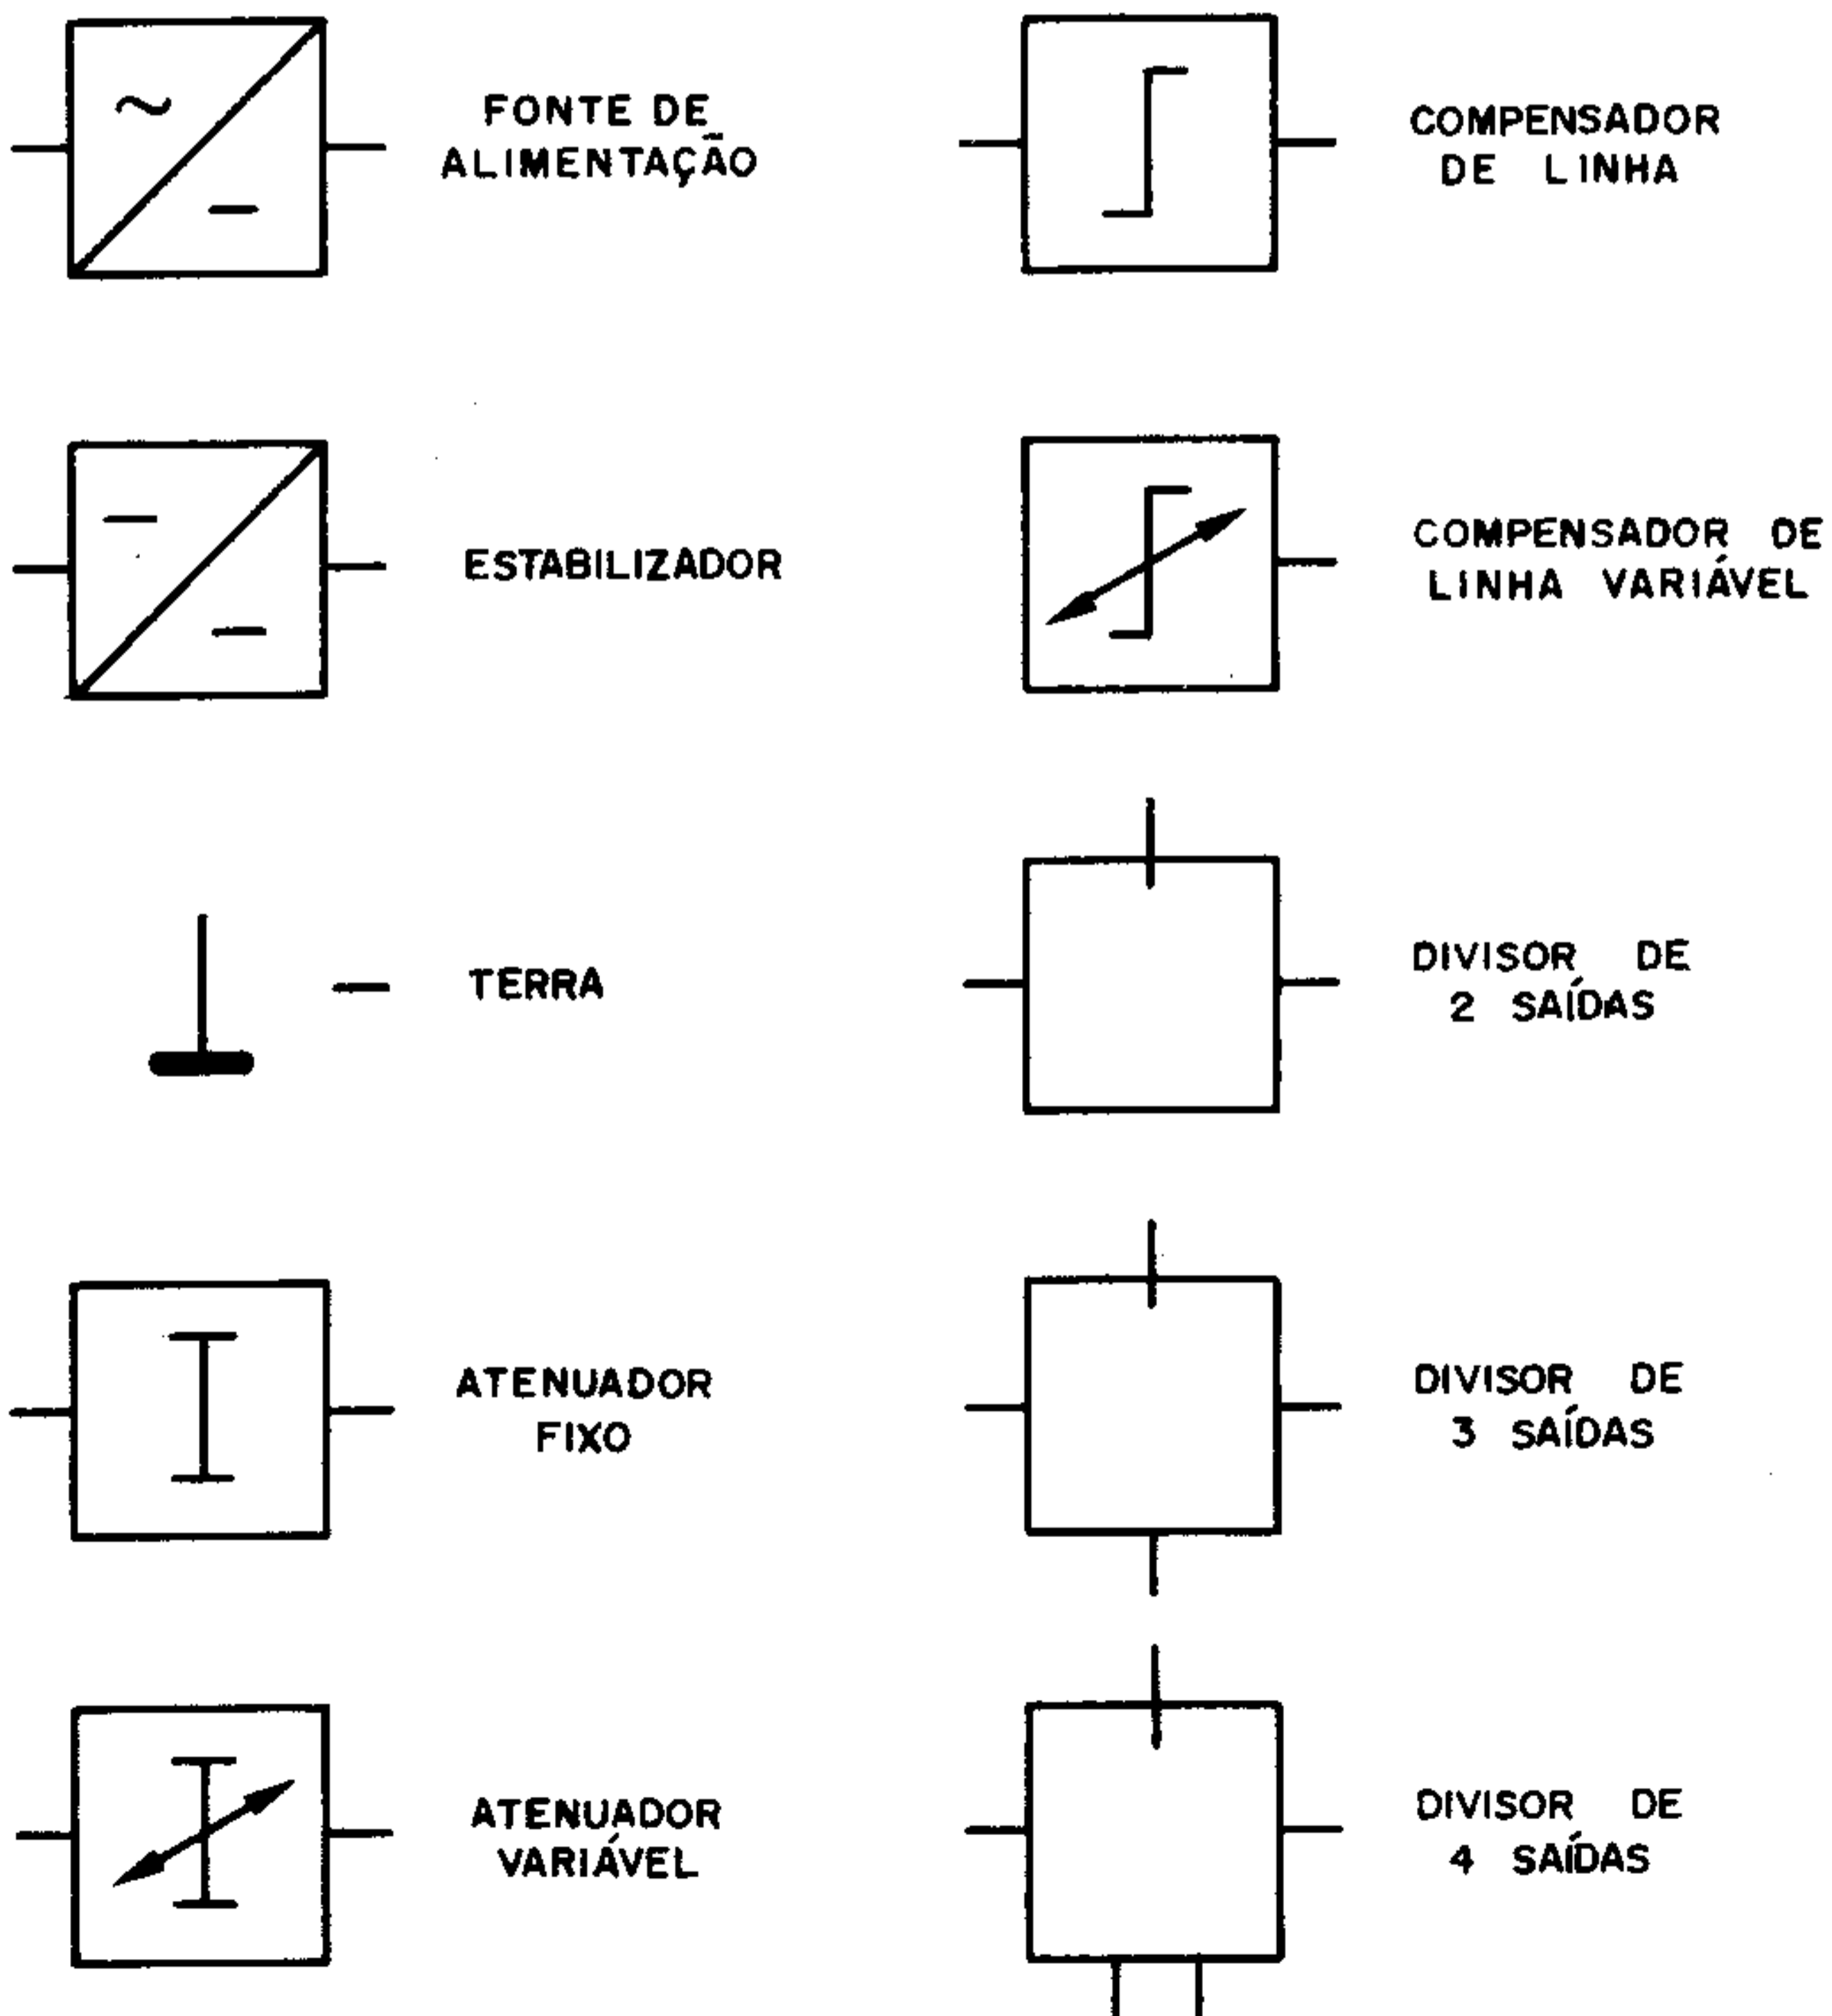 FONTE DE
ALIMENTAÇÃO
COMPENSADOR
DE LINHA
ESTABILIZADOR
COMPENSADOR DE
LINHA VARIÁVEL
TERRA
DIVISOR DE
2 SAÍDAS
ATENUADOR
FIXO
DIVISOR DE
3 SAÍDAS
ATENUADOR
VARIÁVEL
DIVISOR DE
4 SAÍDAS